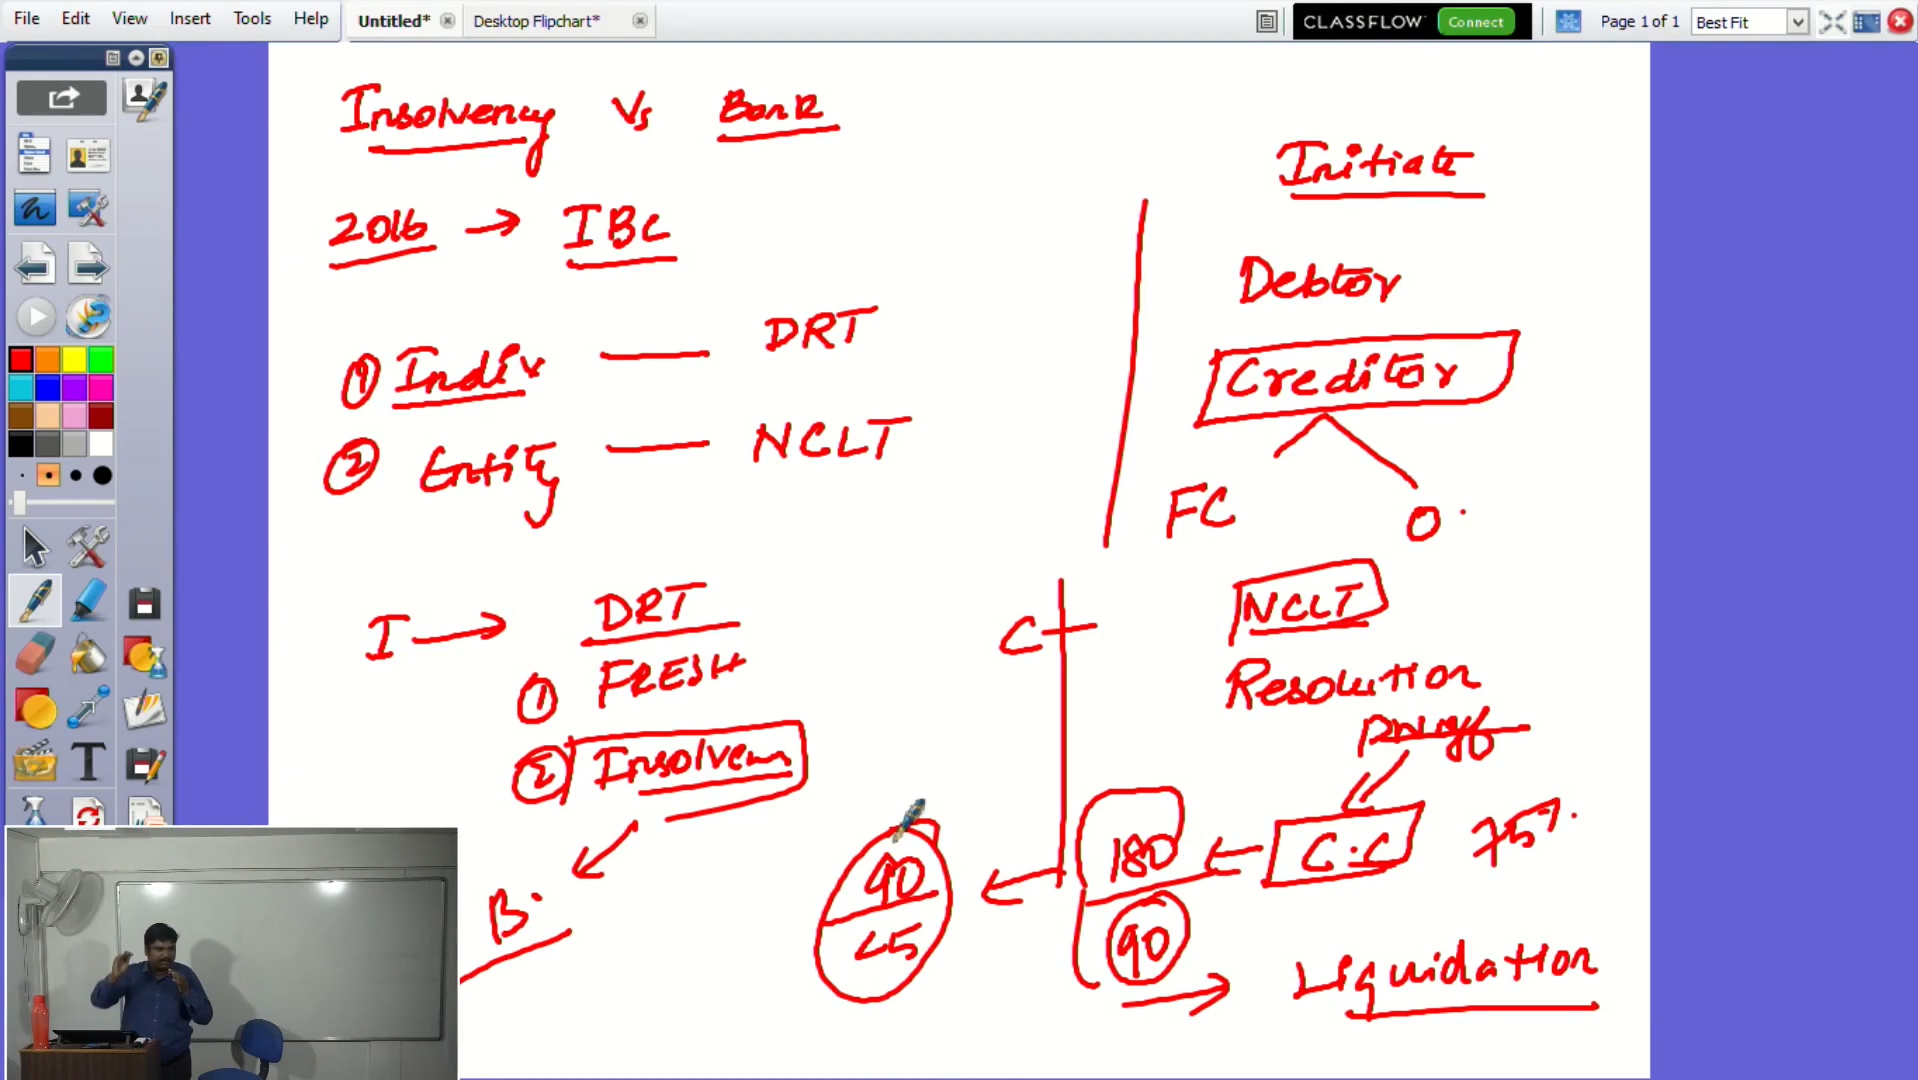 File Edit View Insert Tools Help
Untitled* Desktop Flipchart*
CLASSFLOW Connect
Page 1 of 1 Best Fit
Insolvency Vs Bank
2016 → IBC
① Indiv — DRT
② Entity — NCLT
I → DRT
① FRESH
② Insolven
B.
Initiate
Debtor
Creditor
FC O.
C
NCLT
Resolution
C.C 75%
180
90
90
45
Liquidation
T